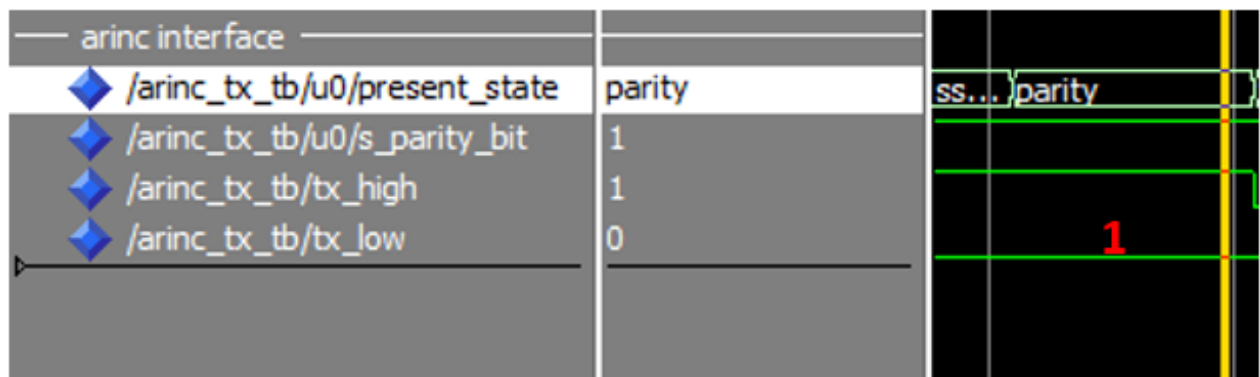 arinc interface
/arinc_tx_tb/u0/present_state parity ss... parity
/arinc_tx_tb/u0/s_parity_bit 1
/arinc_tx_tb/tx_high 1
/arinc_tx_tb/tx_low 0 1